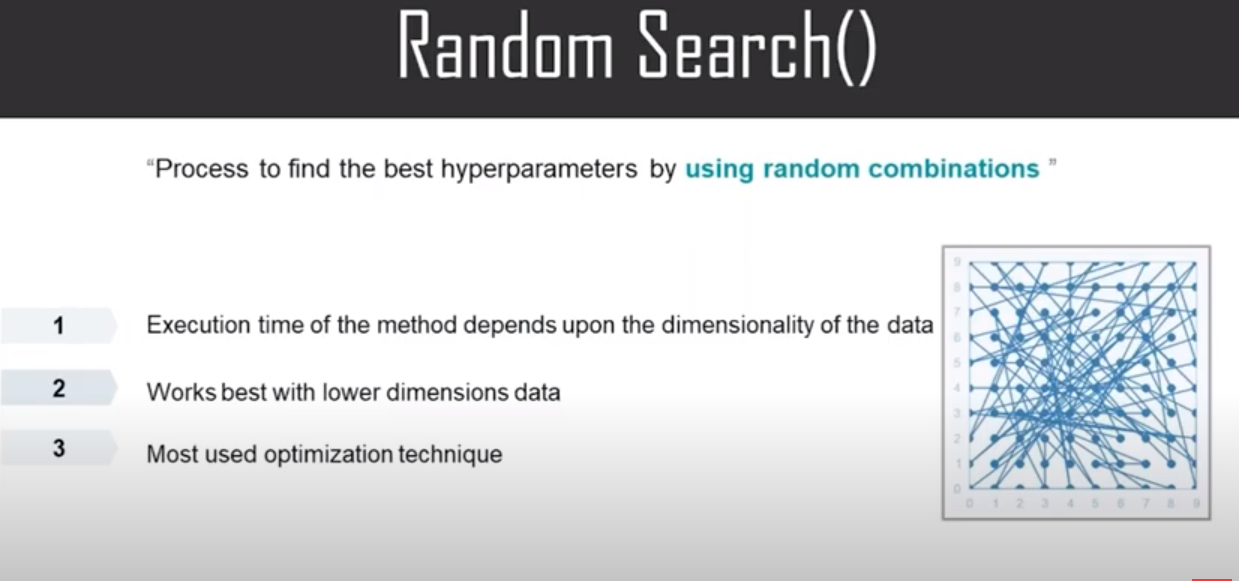 Random Search()
“Process to find the best hyperparameters by using random combinations ”
1 Execution time of the method depends upon the dimensionality of the data
2 Works best with lower dimensions data
3 Most used optimization technique
9
8
7
6
5
4
3
2
1
0
0 1 2 3 4 5 6 7 8 9